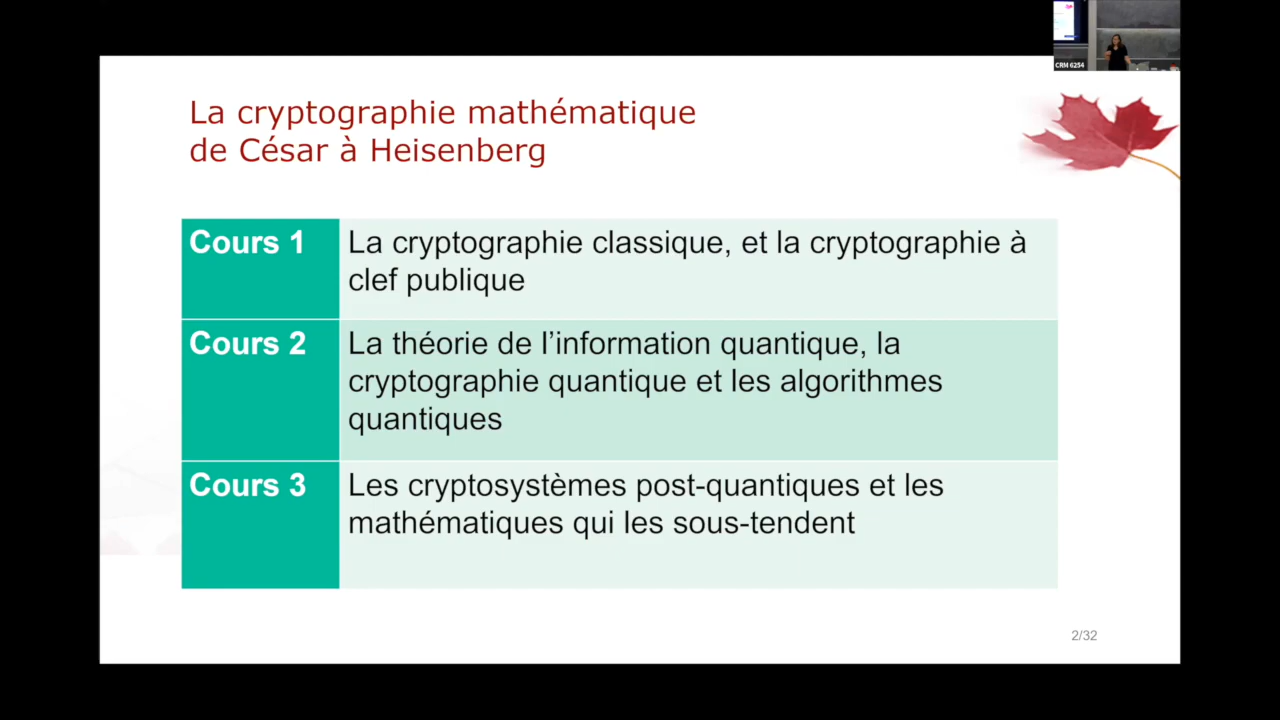 CRM 6254
La cryptographie mathématique
de César à Heisenberg
Cours 1
La cryptographie classique, et la cryptographie à
clef publique
Cours 2
La théorie de l’information quantique, la
cryptographie quantique et les algorithmes
quantiques
Cours 3
Les cryptosystèmes post-quantiques et les
mathématiques qui les sous-tendent
2/32